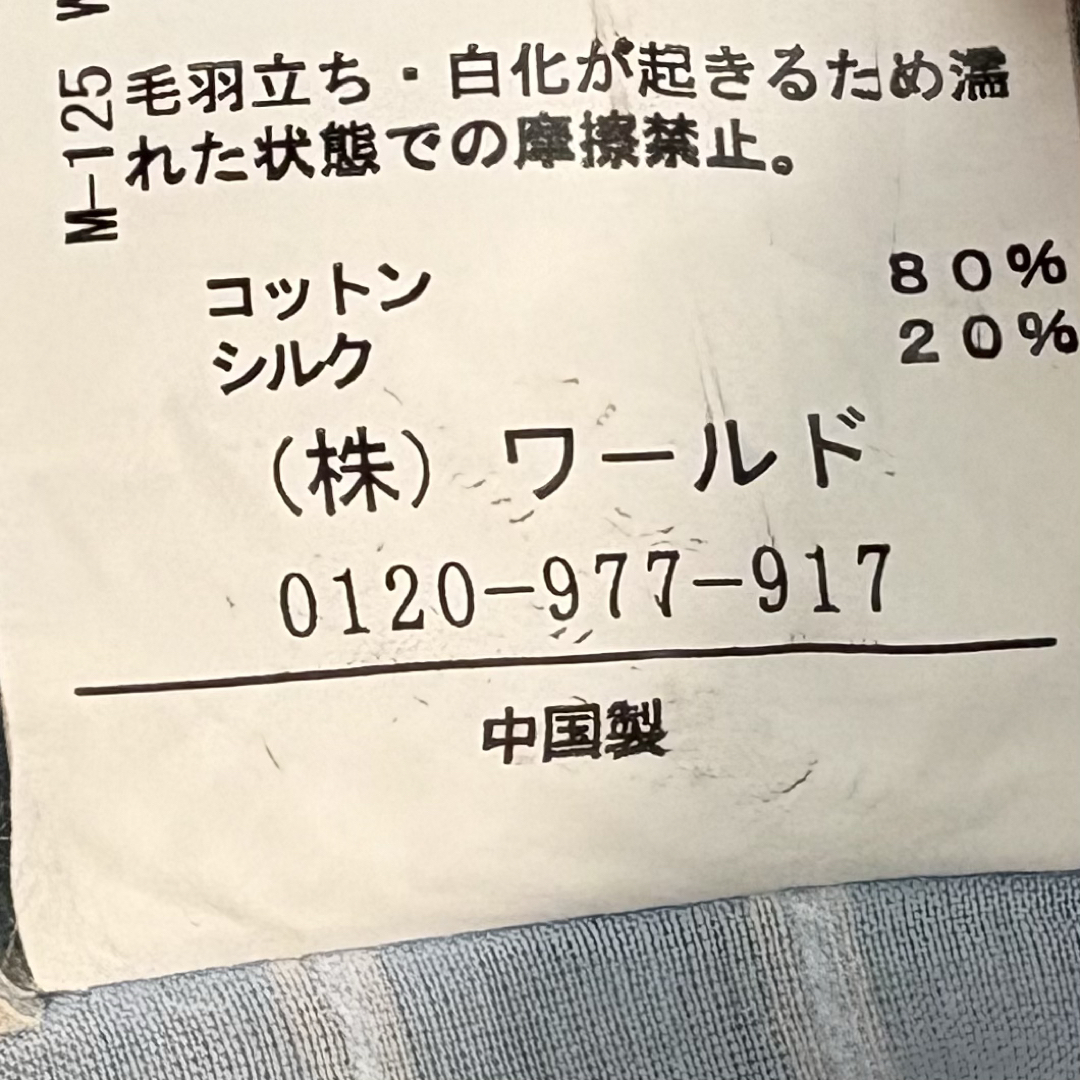 M-125 W
毛羽立ち・白化が起きるため濡
れた状態での摩擦禁止。
コットン 80%
シルク 20%
(株) ワールド
0120-977-917
中国製